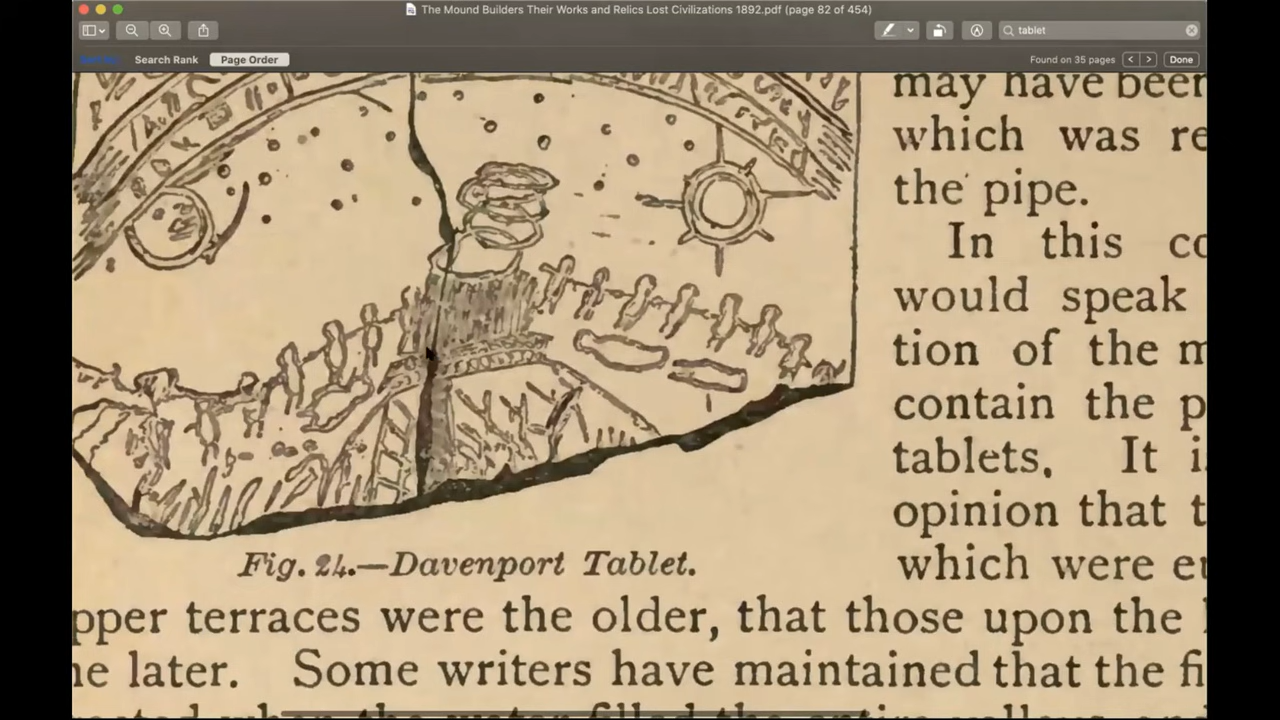 The Mound Builders Their Works and Relics Lost Civilizations 1892.pdf (page 82 of 454)
tablet
Search Rank
Page Order
Found on 35 pages
Done
may have been
which was re
the pipe.
In this co
would speak
tion of the m
contain the p
tablets. It i
opinion that t
which were e
Fig. 24.—Davenport Tablet.
pper terraces were the older, that those upon the
ne later. Some writers have maintained that the fi